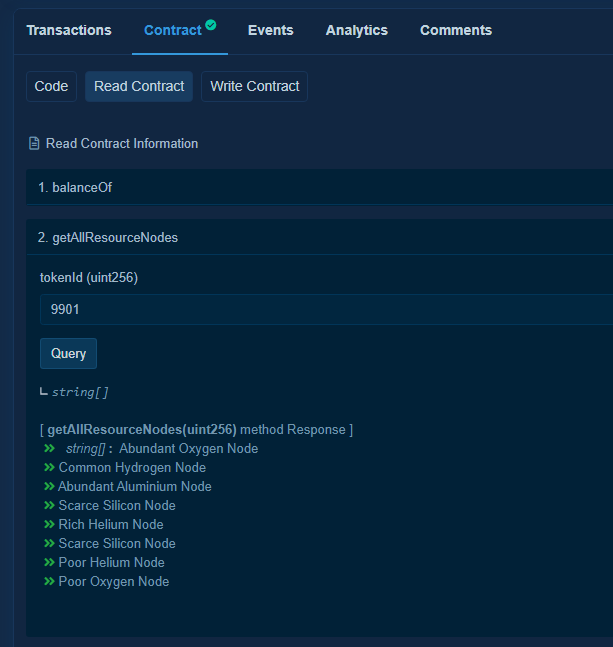 Transactions Contract Events Analytics Comments
Code Read Contract Write Contract
Read Contract Information
1. balanceOf
2. getAllResourceNodes
tokenId (uint256)
9901
Query
string[]
[ getAllResourceNodes(uint256) method Response ]
string[] : Abundant Oxygen Node
Common Hydrogen Node
Abundant Aluminium Node
Scarce Silicon Node
Rich Helium Node
Scarce Silicon Node
Poor Helium Node
Poor Oxygen Node